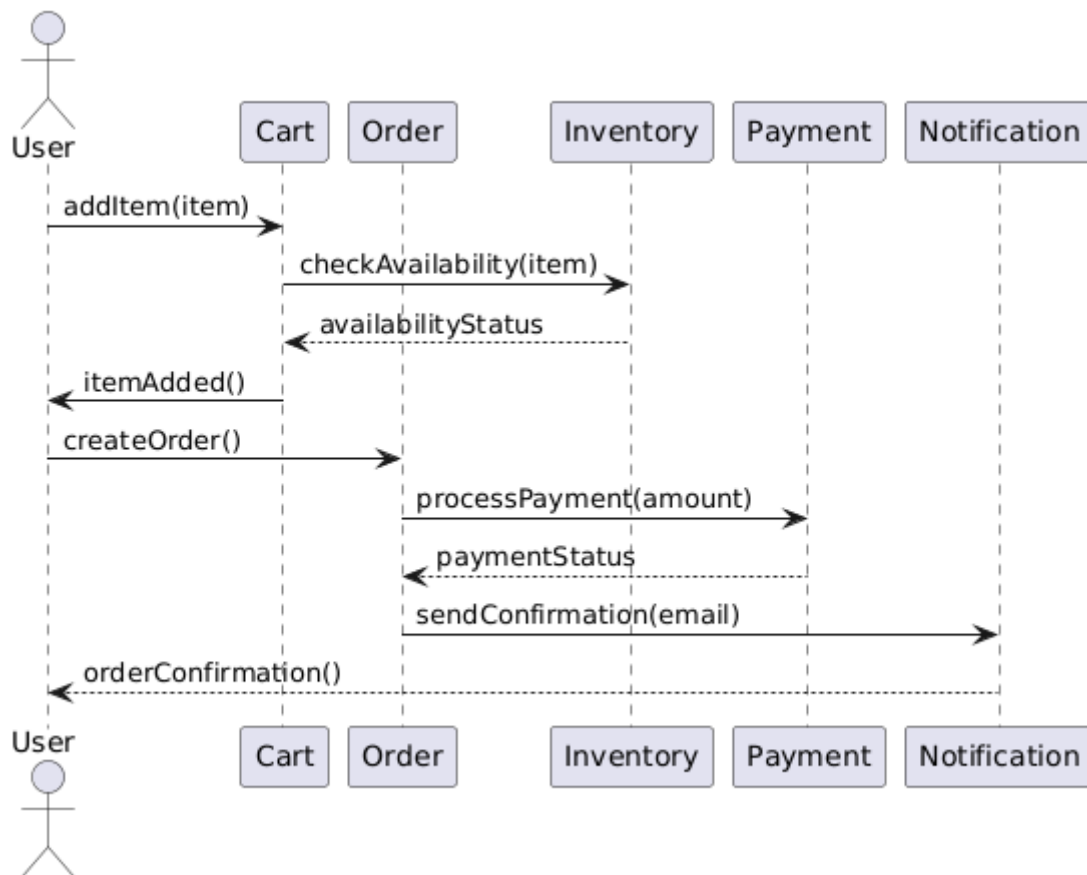 User
Cart
Order
Inventory
Payment
Notification
addItem(item)
checkAvailability(item)
availabilityStatus
itemAdded()
createOrder()
processPayment(amount)
paymentStatus
sendConfirmation(email)
orderConfirmation()
User
Cart
Order
Inventory
Payment
Notification